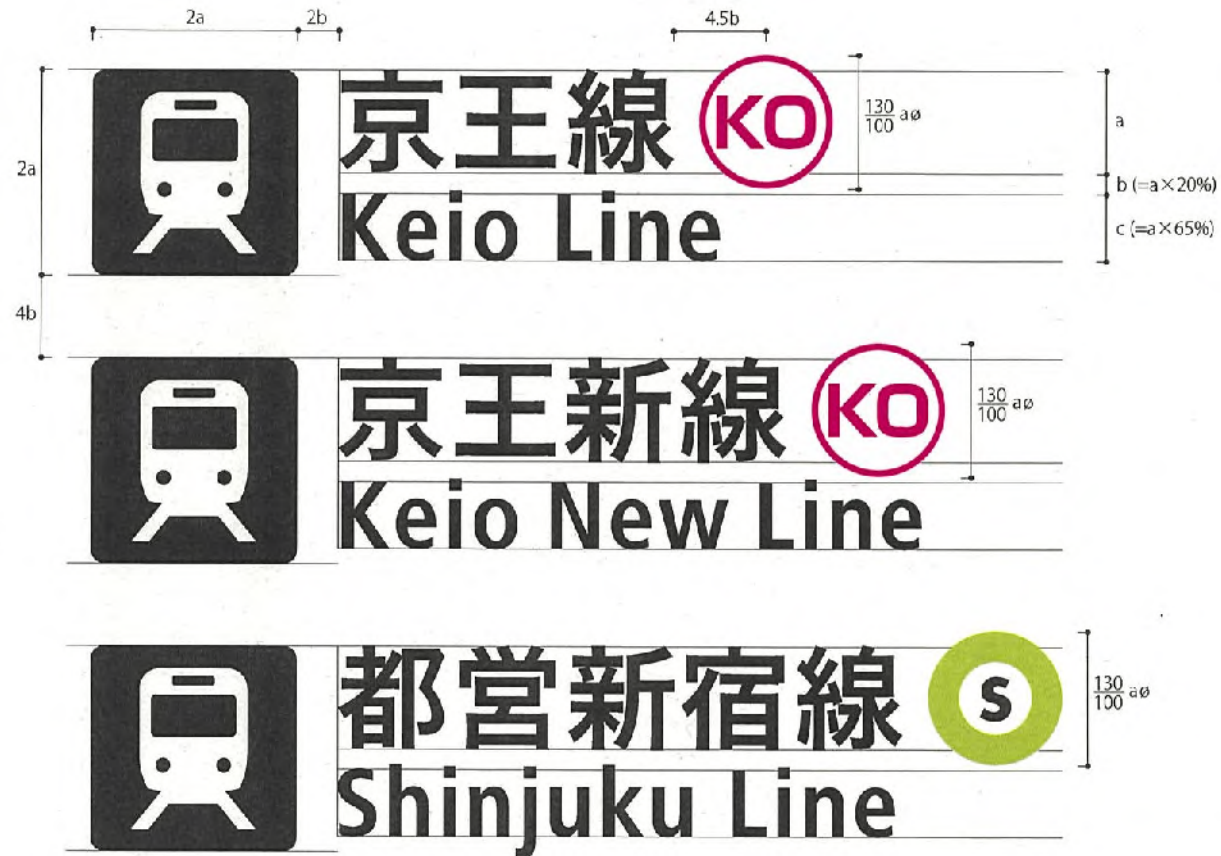 2a 2b 4.5b
京王線 KO
130/100 aø
a
2a
b (=a×20%)
Keio Line
c (=a×65%)
4b
京王新線 KO
130/100 aø
Keio New Line
都営新宿線 S
130/100 aø
Shinjuku Line